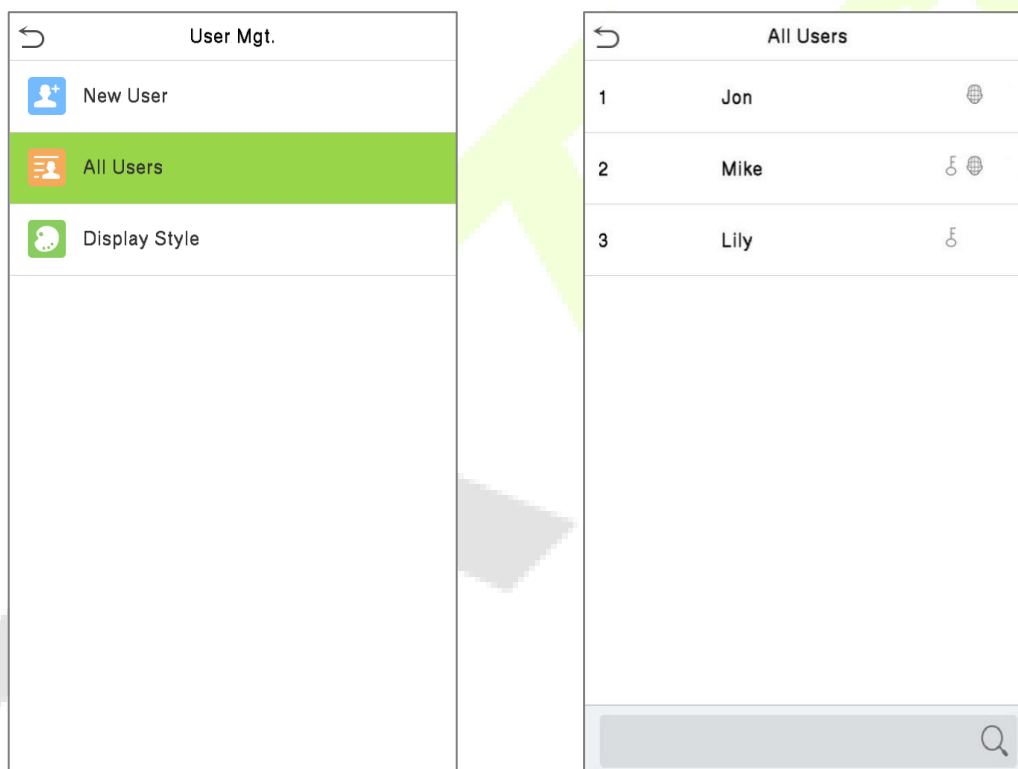 User Mgt.
New User
All Users
Display Style
All Users
1 Jon
2 Mike
3 Lily